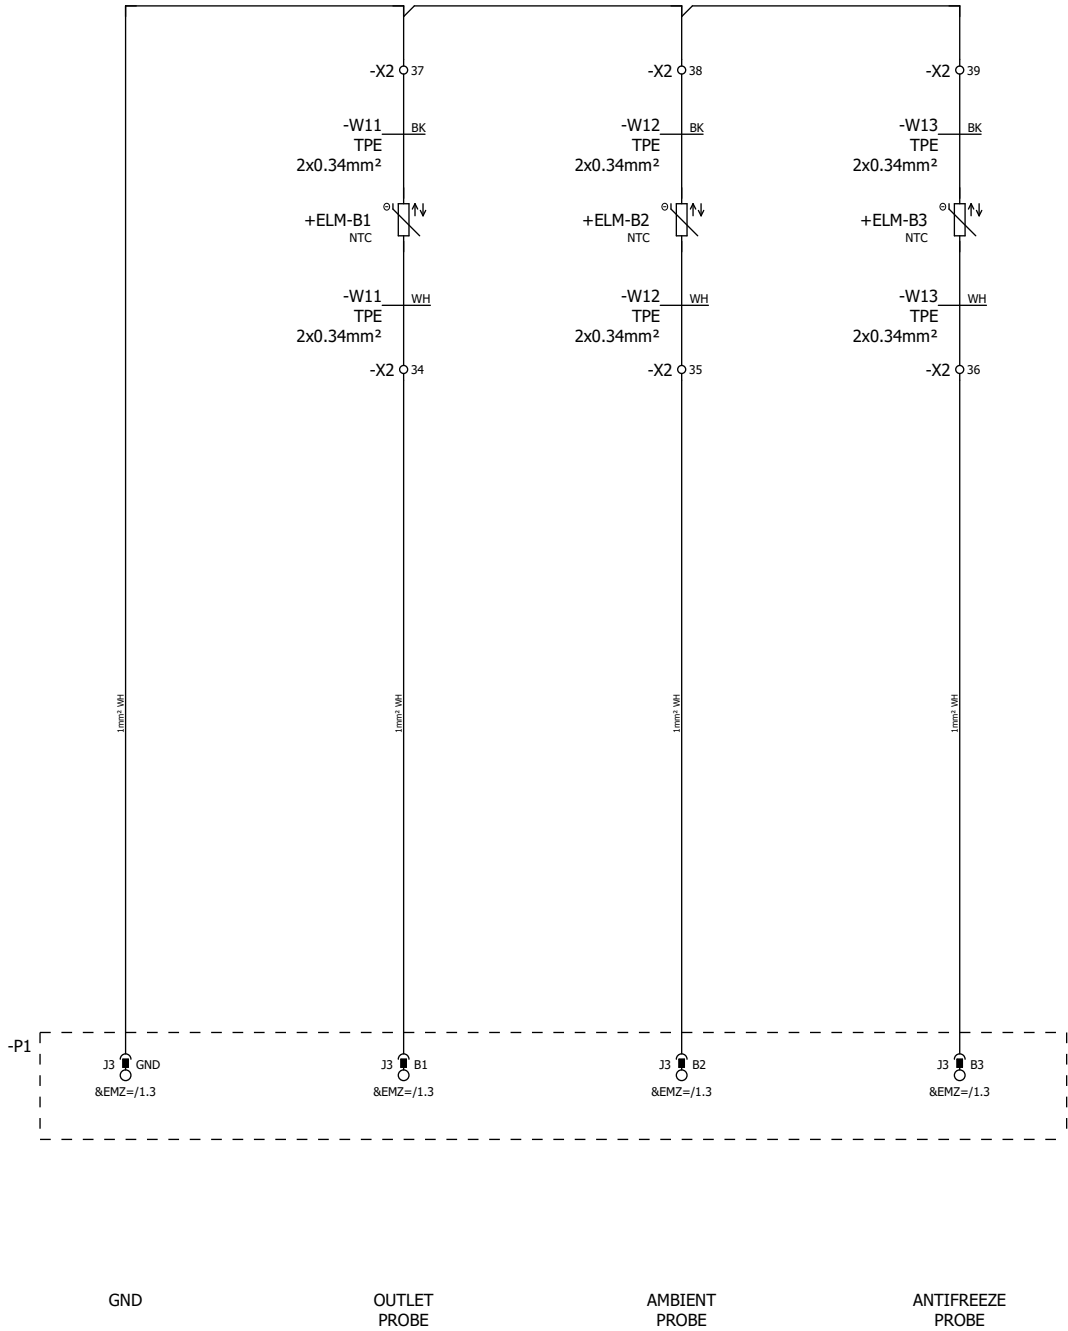 -X2 37
-X2 38
-X2 39
-W11 BK
TPE
2x0.34mm²
-W12 BK
TPE
2x0.34mm²
-W13 BK
TPE
2x0.34mm²
+ELM-B1
NTC
+ELM-B2
NTC
+ELM-B3
NTC
-W11 WH
TPE
2x0.34mm²
-W12 WH
TPE
2x0.34mm²
-W13 WH
TPE
2x0.34mm²
-X2 34
-X2 35
-X2 36
1mm² WH
1mm² WH
1mm² WH
1mm² WH
-P1
J3 GND
&EMZ=/1.3
J3 B1
&EMZ=/1.3
J3 B2
&EMZ=/1.3
J3 B3
&EMZ=/1.3
GND
OUTLET
PROBE
AMBIENT
PROBE
ANTIFREEZE
PROBE